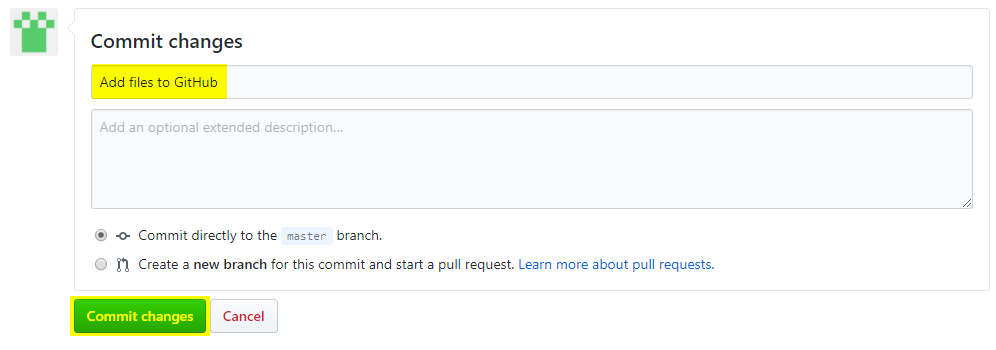 Commit changes
Add files to GitHub
Add an optional extended description...
Commit directly to the master branch.
Create a new branch for this commit and start a pull request. Learn more about pull requests.
Commit changes Cancel